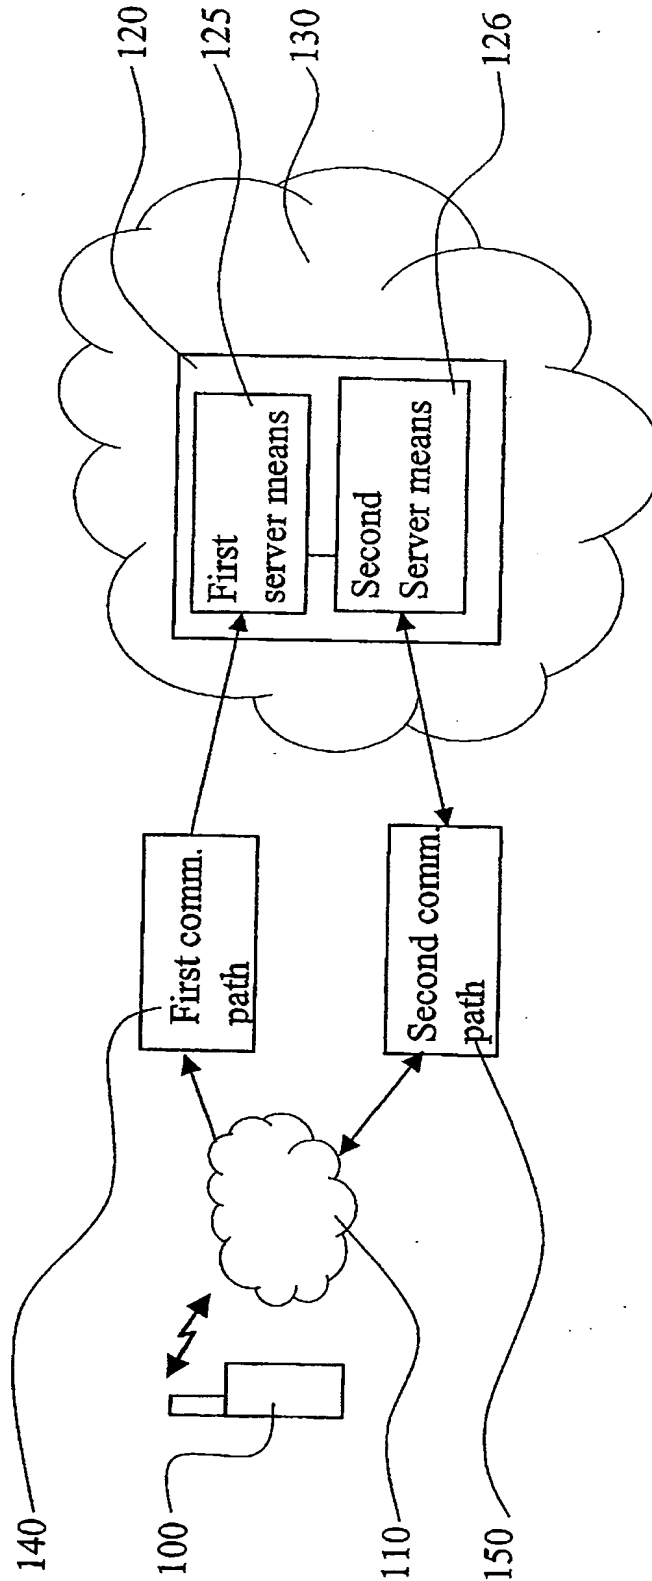 120
125
130
126
First
server means
Second
Server means
First comm.
path
Second comm.
path
140
100
110
150